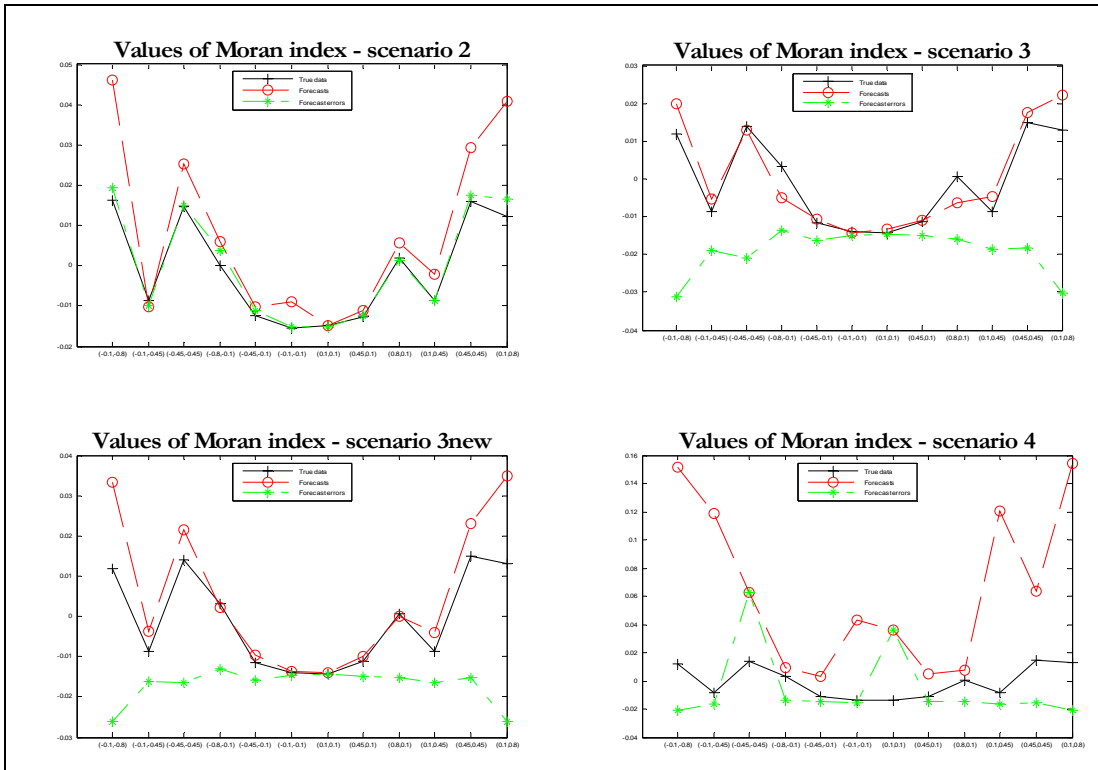 Values of Moran index - scenario 2
0.05
0.04
0.03
0.02
0.01
0
-0.01
-0.02
True data
Forecasts
Forecast errors
(-0.1,-0.8) (-0.1,-0.45) (-0.45,-0.45) (-0.8,-0.1) (-0.45,-0.1) (-0.1,-0.1) (0.1,0.1) (0.45,0.1) (0.8,0.1) (0.1,0.45) (0.45,0.45) (0.1,0.8)
Values of Moran index - scenario 3
0.03
0.02
0.01
0
-0.01
-0.02
-0.03
-0.04
True data
Forecasts
Forecast errors
(-0.1,-0.8) (-0.1,-0.45) (-0.45,-0.45) (-0.8,-0.1) (-0.45,-0.1) (-0.1,-0.1) (0.1,0.1) (0.45,0.1) (0.8,0.1) (0.1,0.45) (0.45,0.45) (0.1,0.8)
Values of Moran index - scenario 3new
0.04
0.03
0.02
0.01
0
-0.01
-0.02
-0.03
True data
Forecasts
Forecast errors
(-0.1,-0.8) (-0.1,-0.45) (-0.45,-0.45) (-0.8,-0.1) (-0.45,-0.1) (-0.1,-0.1) (0.1,0.1) (0.45,0.1) (0.8,0.1) (0.1,0.45) (0.45,0.45) (0.1,0.8)
Values of Moran index - scenario 4
0.16
0.14
0.12
0.1
0.08
0.06
0.04
0.02
0
-0.02
-0.04
True data
Forecasts
Forecast errors
(-0.1,-0.8) (-0.1,-0.45) (-0.45,-0.45) (-0.8,-0.1) (-0.45,-0.1) (-0.1,-0.1) (0.1,0.1) (0.45,0.1) (0.8,0.1) (0.1,0.45) (0.45,0.45) (0.1,0.8)